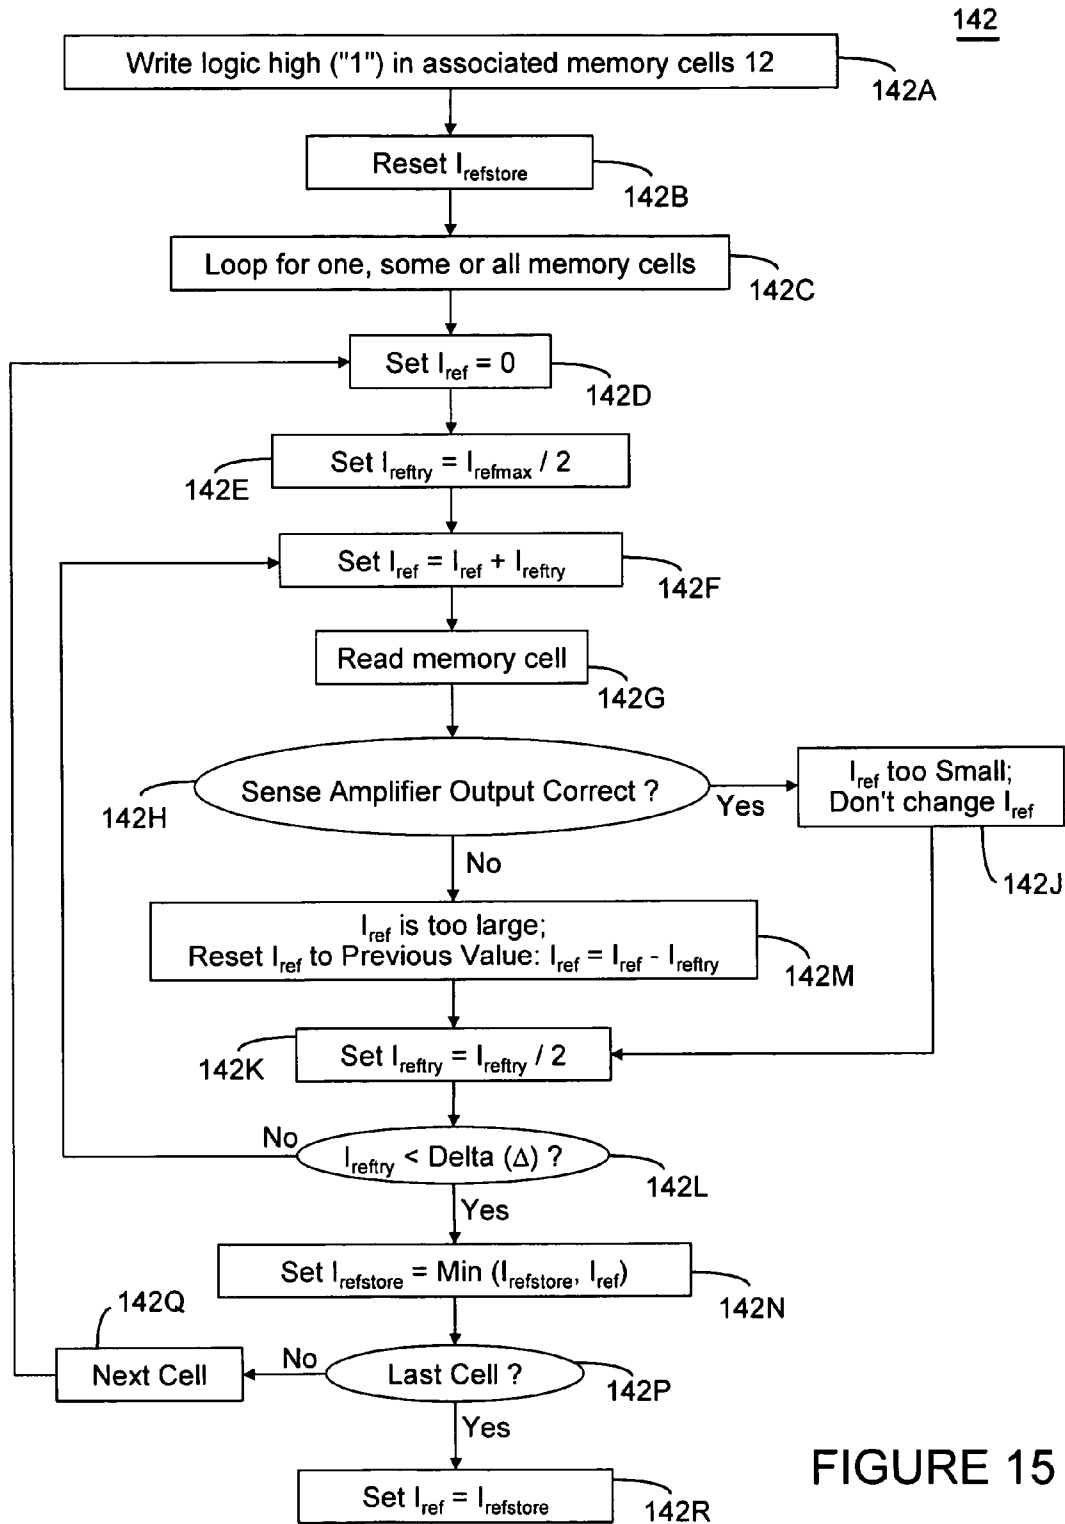 142
Write logic high ("1") in associated memory cells 12
142A
Reset Irefstore
142B
Loop for one, some or all memory cells
142C
Set Iref = 0
142D
Set Ireftry = Irefmax / 2
142E
Set Iref = Iref + Ireftry
142F
Read memory cell
142G
Sense Amplifier Output Correct ?
142H
Yes
Iref too Small;
Don't change Iref
142J
No
Iref is too large;
Reset Iref to Previous Value: Iref = Iref - Ireftry
142M
Set Ireftry = Ireftry / 2
142K
No
Ireftry < Delta (Δ) ?
142L
Yes
Set Irefstore = Min (Irefstore, Iref)
142N
142Q
Next Cell
No
Last Cell ?
142P
Yes
Set Iref = Irefstore
142R
FIGURE 15